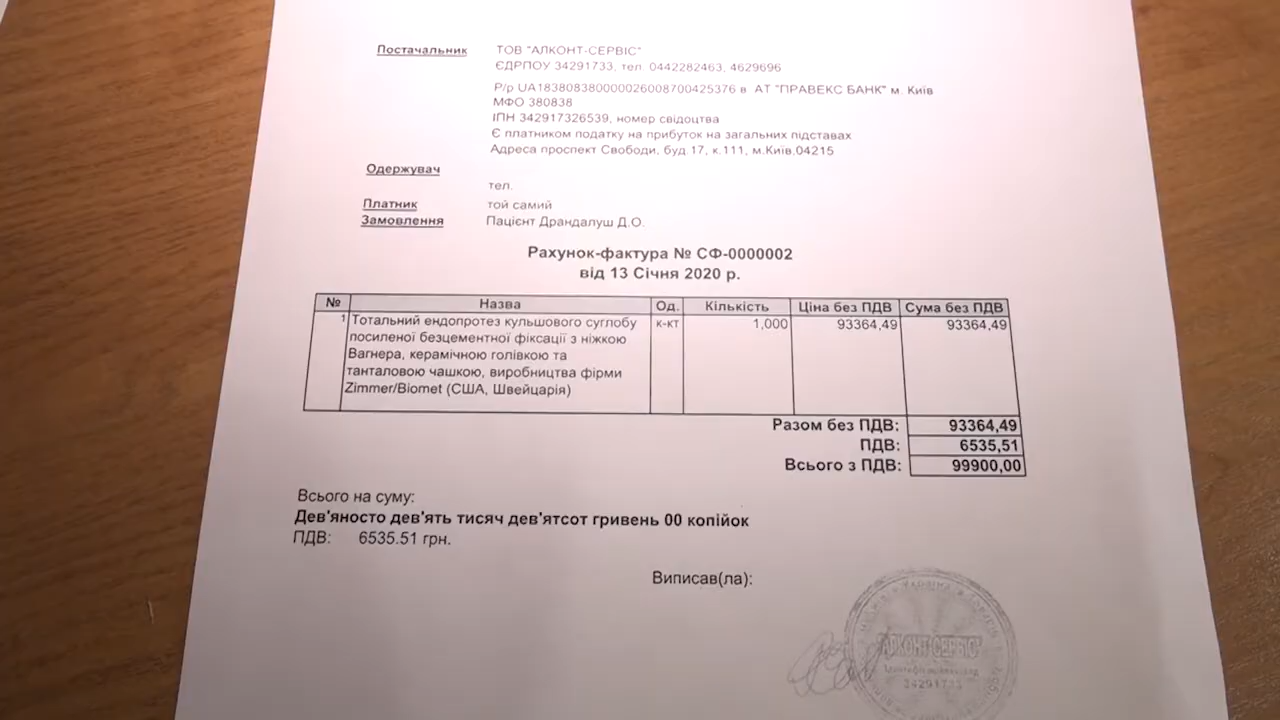 Постачальник ТОВ "АЛКОНТ-СЕРВІС"
ЄДРПОУ 34291733, тел. 0442282463, 4629696
Р/р UA183808380000026008700425376 в АТ "ПРАВЕКС БАНК" м. Київ
МФО 380838
ІПН 342917326539, номер свідоцтва
Є платником податку на прибуток на загальних підставах
Адреса проспект Свободи, буд.17, к.111, м.Київ,04215
Одержувач
тел.
Платник той самий
Замовлення Пацієнт Драндалуш Д.О.
Рахунок-фактура № СФ-0000002
від 13 Січня 2020 р.
№ Назва Од. Кількість Ціна без ПДВ Сума без ПДВ
1 Тотальний ендопротез кульшового суглобу к-кт 1,000 93364,49 93364,49
посиленої безцементної фіксації з ніжкою
Вагнера, керамічною голівкою та
танталовою чашкою, виробництва фірми
Zimmer/Biomet (США, Швейцарія)
Разом без ПДВ: 93364,49
ПДВ: 6535,51
Всього з ПДВ: 99900,00
Всього на суму:
Дев'яносто дев'ять тисяч дев'ятсот гривень 00 копійок
ПДВ: 6535.51 грн.
Виписав(ла):
"АЛКОНТ-СЕРВІС"
34291733